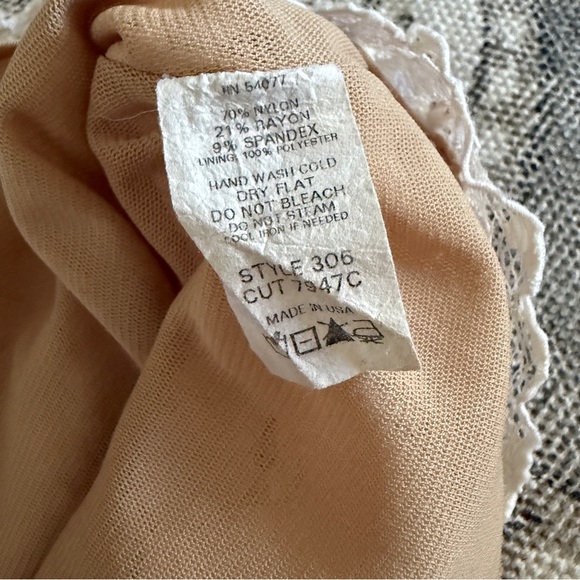 RN 54077
70% NYLON
21% RAYON
9% SPANDEX
LINING: 100% POLYESTER
HAND WASH COLD
DRY FLAT
DO NOT BLEACH
DO NOT STEAM
COOL IRON IF NEEDED
STYLE 306
CUT 7947C
MADE IN USA